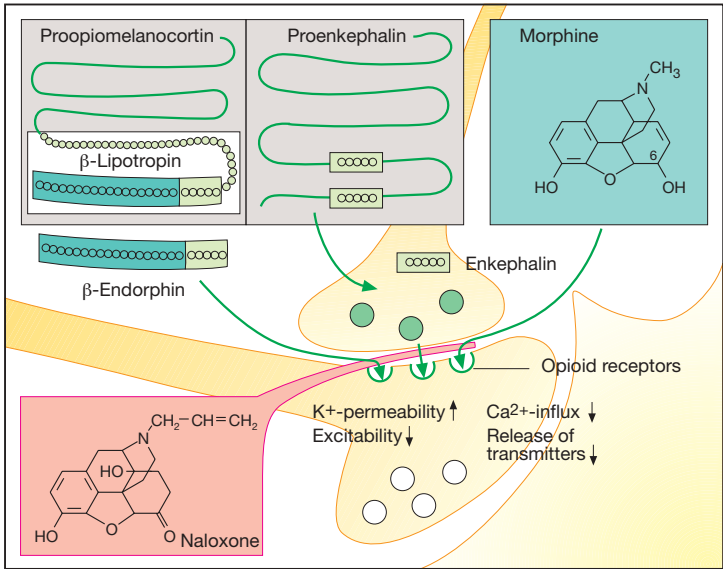 Proopiomelanocortin
β-Lipotropin
β-Endorphin
Proenkephalin
Enkephalin
Morphine
CH₃
N
6
HO
O
OH
Opioid receptors
K⁺-permeability ↑
Excitability ↓
Ca²⁺-influx ↓
Release of
transmitters ↓
CH₂–CH=CH₂
N
HO
HO
O
O
Naloxone